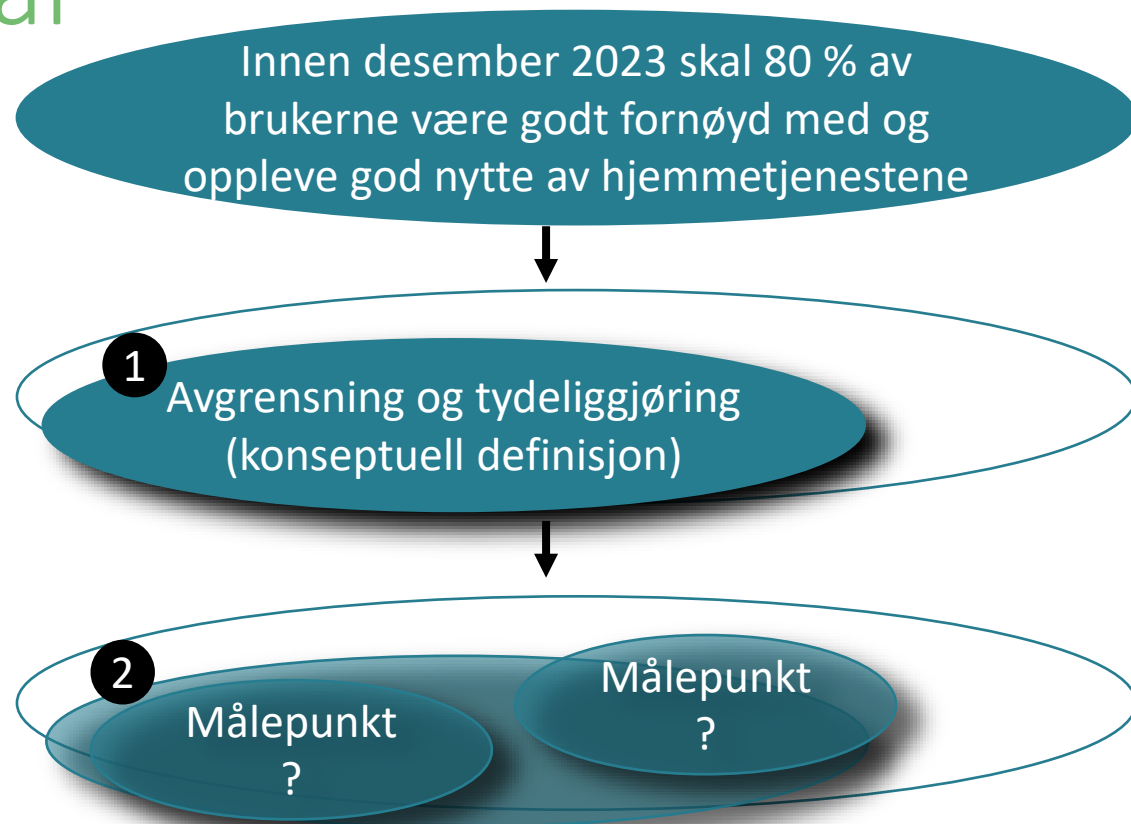 Innen desember 2023 skal 80 % av
brukerne være godt fornøyd med og
oppleve god nytte av hjemmetjenestene
1
Avgrensning og tydeliggjøring
(konseptuell definisjon)
2
Målepunkt
?
Målepunkt
?